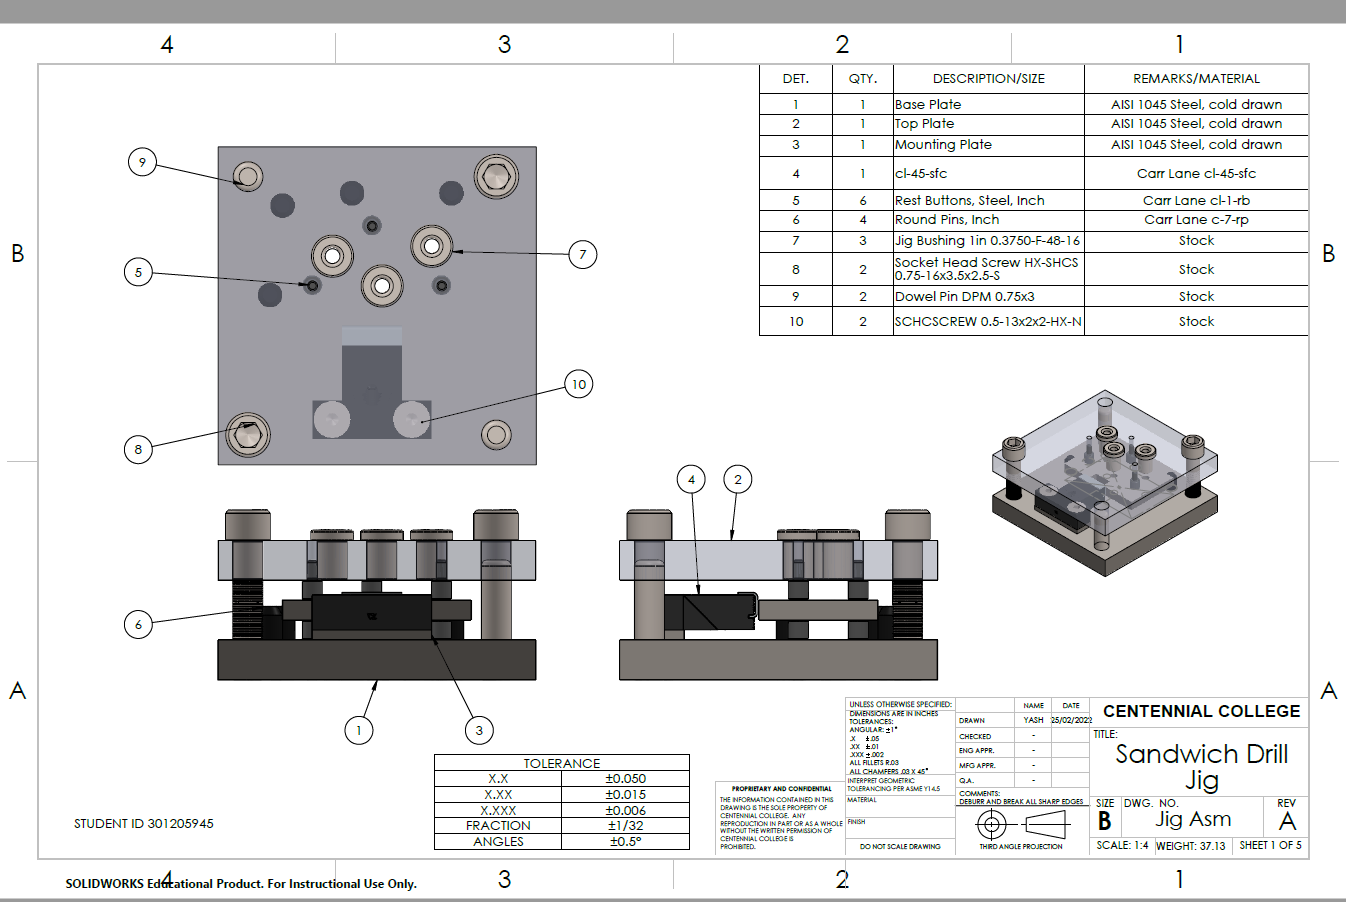 4 3 2 1
DET. QTY. DESCRIPTION/SIZE REMARKS/MATERIAL
1 1 Base Plate AISI 1045 Steel, cold drawn
2 1 Top Plate AISI 1045 Steel, cold drawn
3 1 Mounting Plate AISI 1045 Steel, cold drawn
4 1 cl-45-sfc Carr Lane cl-45-sfc
5 6 Rest Buttons, Steel, Inch Carr Lane cl-1-rb
6 4 Round Pins, Inch Carr Lane c-7-rp
7 3 Jig Bushing 1in 0.3750-F-48-16 Stock
8 2 Socket Head Screw HX-SHCS
0.75-16x3.5x2.5-S Stock
9 2 Dowel Pin DPM 0.75x3 Stock
10 2 SCHCSCREW 0.5-13x2x2-HX-N Stock
9
B B
7
5
10
8
4 2
6
A A
1 3
TOLERANCE
X.X ±0.050
X.XX ±0.015
X.XXX ±0.006
FRACTION ±1/32
ANGLES ±0.5°
STUDENT ID 301205945
PROPRIETARY AND CONFIDENTIAL
THE INFORMATION CONTAINED IN THIS
DRAWING IS THE SOLE PROPERTY OF
CENTENNIAL COLLEGE. ANY
REPRODUCTION IN PART OR AS A WHOLE
WITHOUT THE WRITTEN PERMISSION OF
CENTENNIAL COLLEGE IS
PROHIBITED.
UNLESS OTHERWISE SPECIFIED:
DIMENSIONS ARE IN INCHES
TOLERANCES:
ANGULAR: ±1°
.X ±.05
.XX ±.01
.XXX ±.002
ALL FILLETS R.03
ALL CHAMFERS .03 X 45°
INTERPRET GEOMETRIC
TOLERANCING PER ASME Y14.5
MATERIAL
FINISH
DO NOT SCALE DRAWING
NAME DATE
DRAWN YASH 25/02/2022
CHECKED -
ENG APPR. -
MFG APPR. -
Q.A. -
COMMENTS:
DEBURR AND BREAK ALL SHARP EDGES
THIRD ANGLE PROJECTION
CENTENNIAL COLLEGE
TITLE:
Sandwich Drill
Jig
SIZE DWG. NO. REV
B Jig Asm A
SCALE: 1:4 WEIGHT: 37.13 SHEET 1 OF 5
4 3 2 1
SOLIDWORKS Educational Product. For Instructional Use Only.